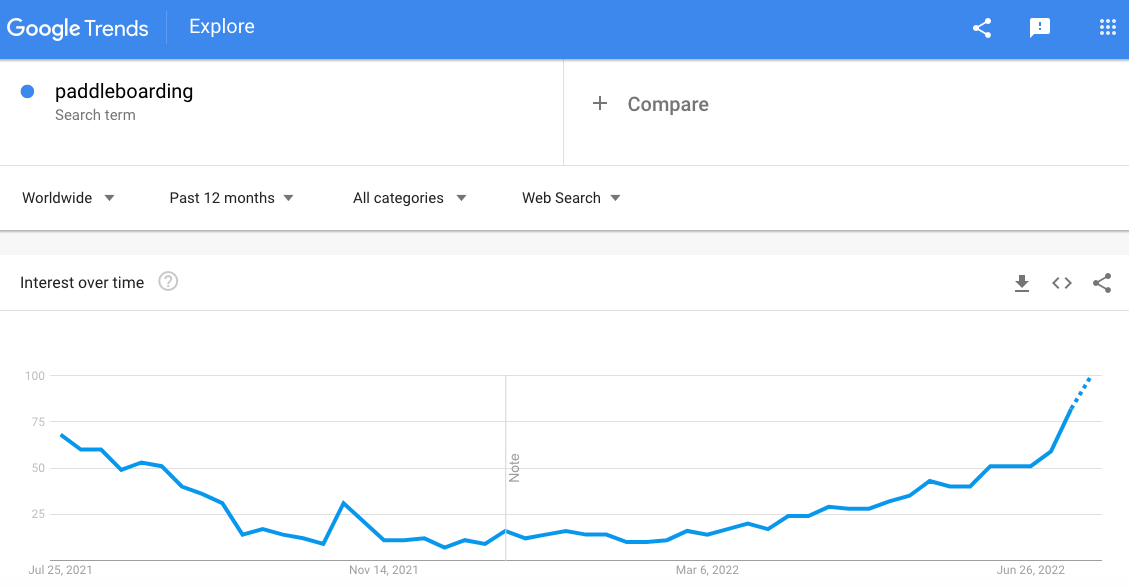 Google Trends Explore
paddleboarding
Search term
+ Compare
Worldwide Past 12 months All categories Web Search
Interest over time ?
100
75
50
25
Note
Jul 25, 2021 Nov 14, 2021 Mar 6, 2022 Jun 26, 2022